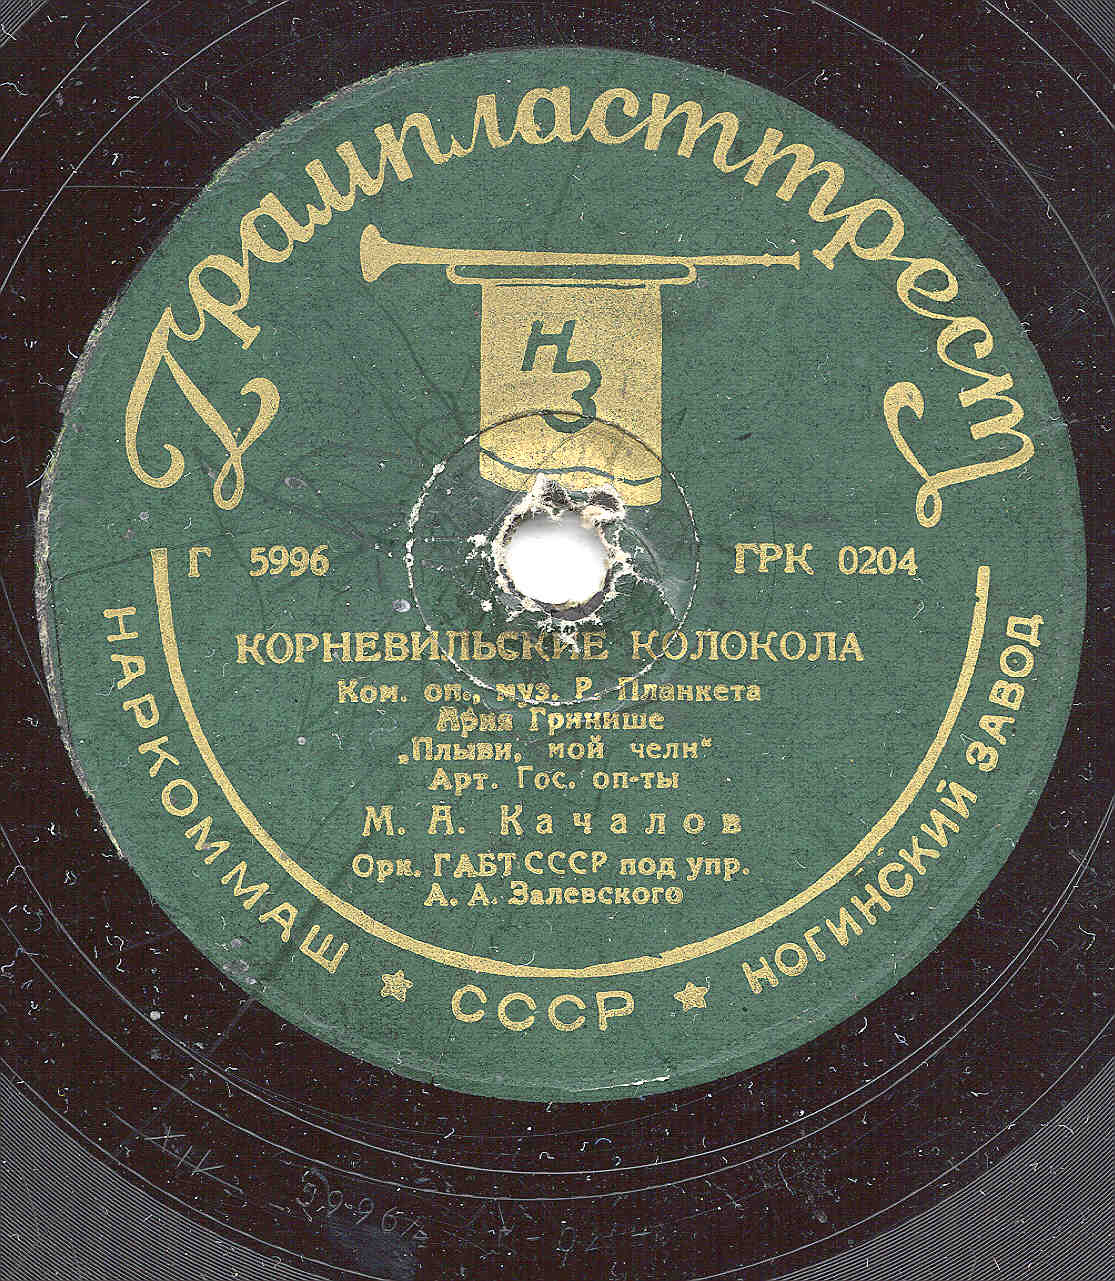 Грампласттрест
НЗ
Г 5996
ГРК 0204
КОРНЕВИЛЬСКИЕ КОЛОКОЛА
Ком. оп., муз. Р. Планкета
Ария Гринише
„Плыви, мой челн“
Арт. Гос. оп-ты
М. А. Качалов
Орк. ГАБТ СССР под упр.
А. А. Залевского
НАРКОММАШ ★ СССР ★ НОГИНСКИЙ ЗАВОД